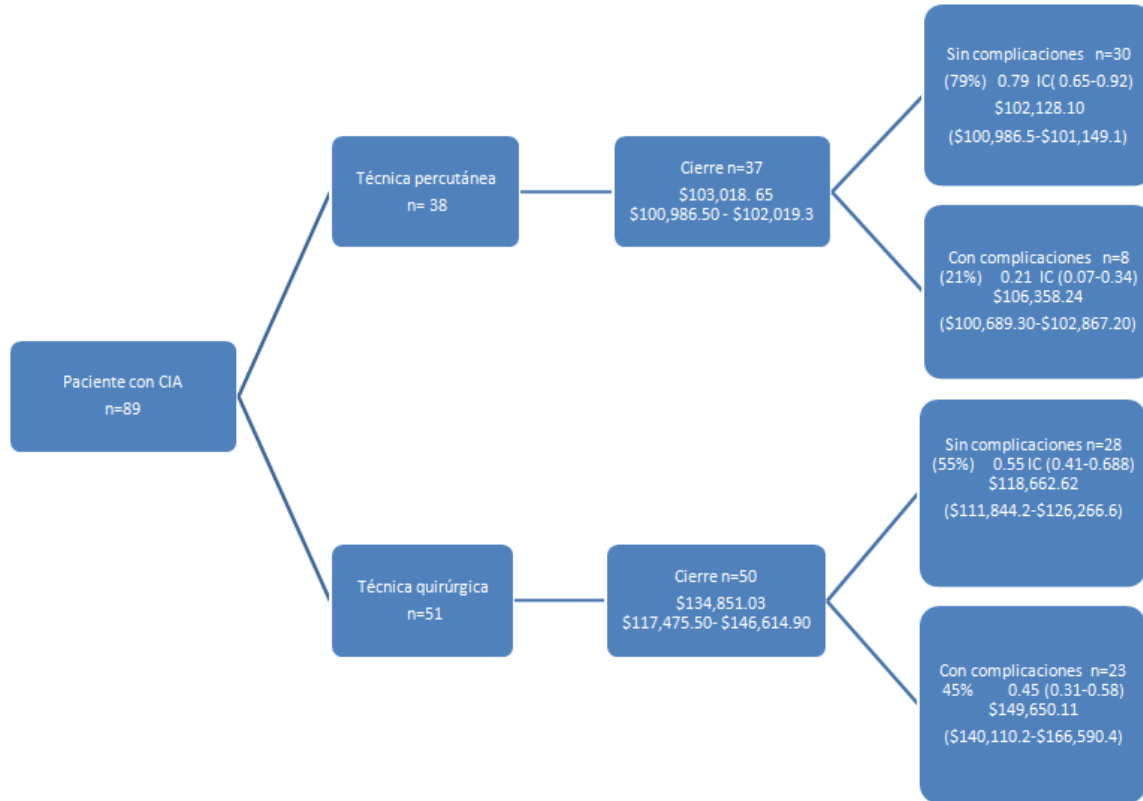 Paciente con CIA
n=89
Técnica percutánea
n= 38
Cierre n=37
$103,018. 65
$100,986.50 - $102,019.3
Sin complicaciones n=30
(79%) 0.79 IC( 0.65-0.92)
$102,128.10
($100,986.5-$101,149.1)
Con complicaciones n=8
(21%) 0.21 IC (0.07-0.34)
$106,358.24
($100,689.30-$102,867.20)
Técnica quirúrgica
n=51
Cierre n=50
$134,851.03
$117,475.50- $146,614.90
Sin complicaciones n=28
(55%) 0.55 IC (0.41-0.688)
$118,662.62
($111,844.2-$126,266.6)
Con complicaciones n=23
45% 0.45 (0.31-0.58)
$149,650.11
($140,110.2-$166,590.4)